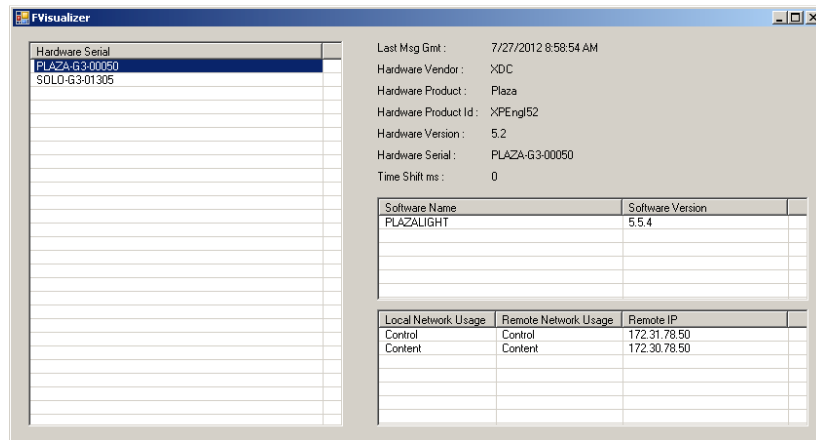 FVisualizer
Hardware Serial
PLAZA-G3-00050
SOLO-G3-01305
Last Msg Gmt : 7/27/2012 8:58:54 AM
Hardware Vendor : XDC
Hardware Product : Plaza
Hardware Product Id : XPEngl52
Hardware Version : 5.2
Hardware Serial : PLAZA-G3-00050
Time Shift ms : 0
Software Name Software Version
PLAZALIGHT 5.5.4
Local Network Usage Remote Network Usage Remote IP
Control Control 172.31.78.50
Content Content 172.30.78.50